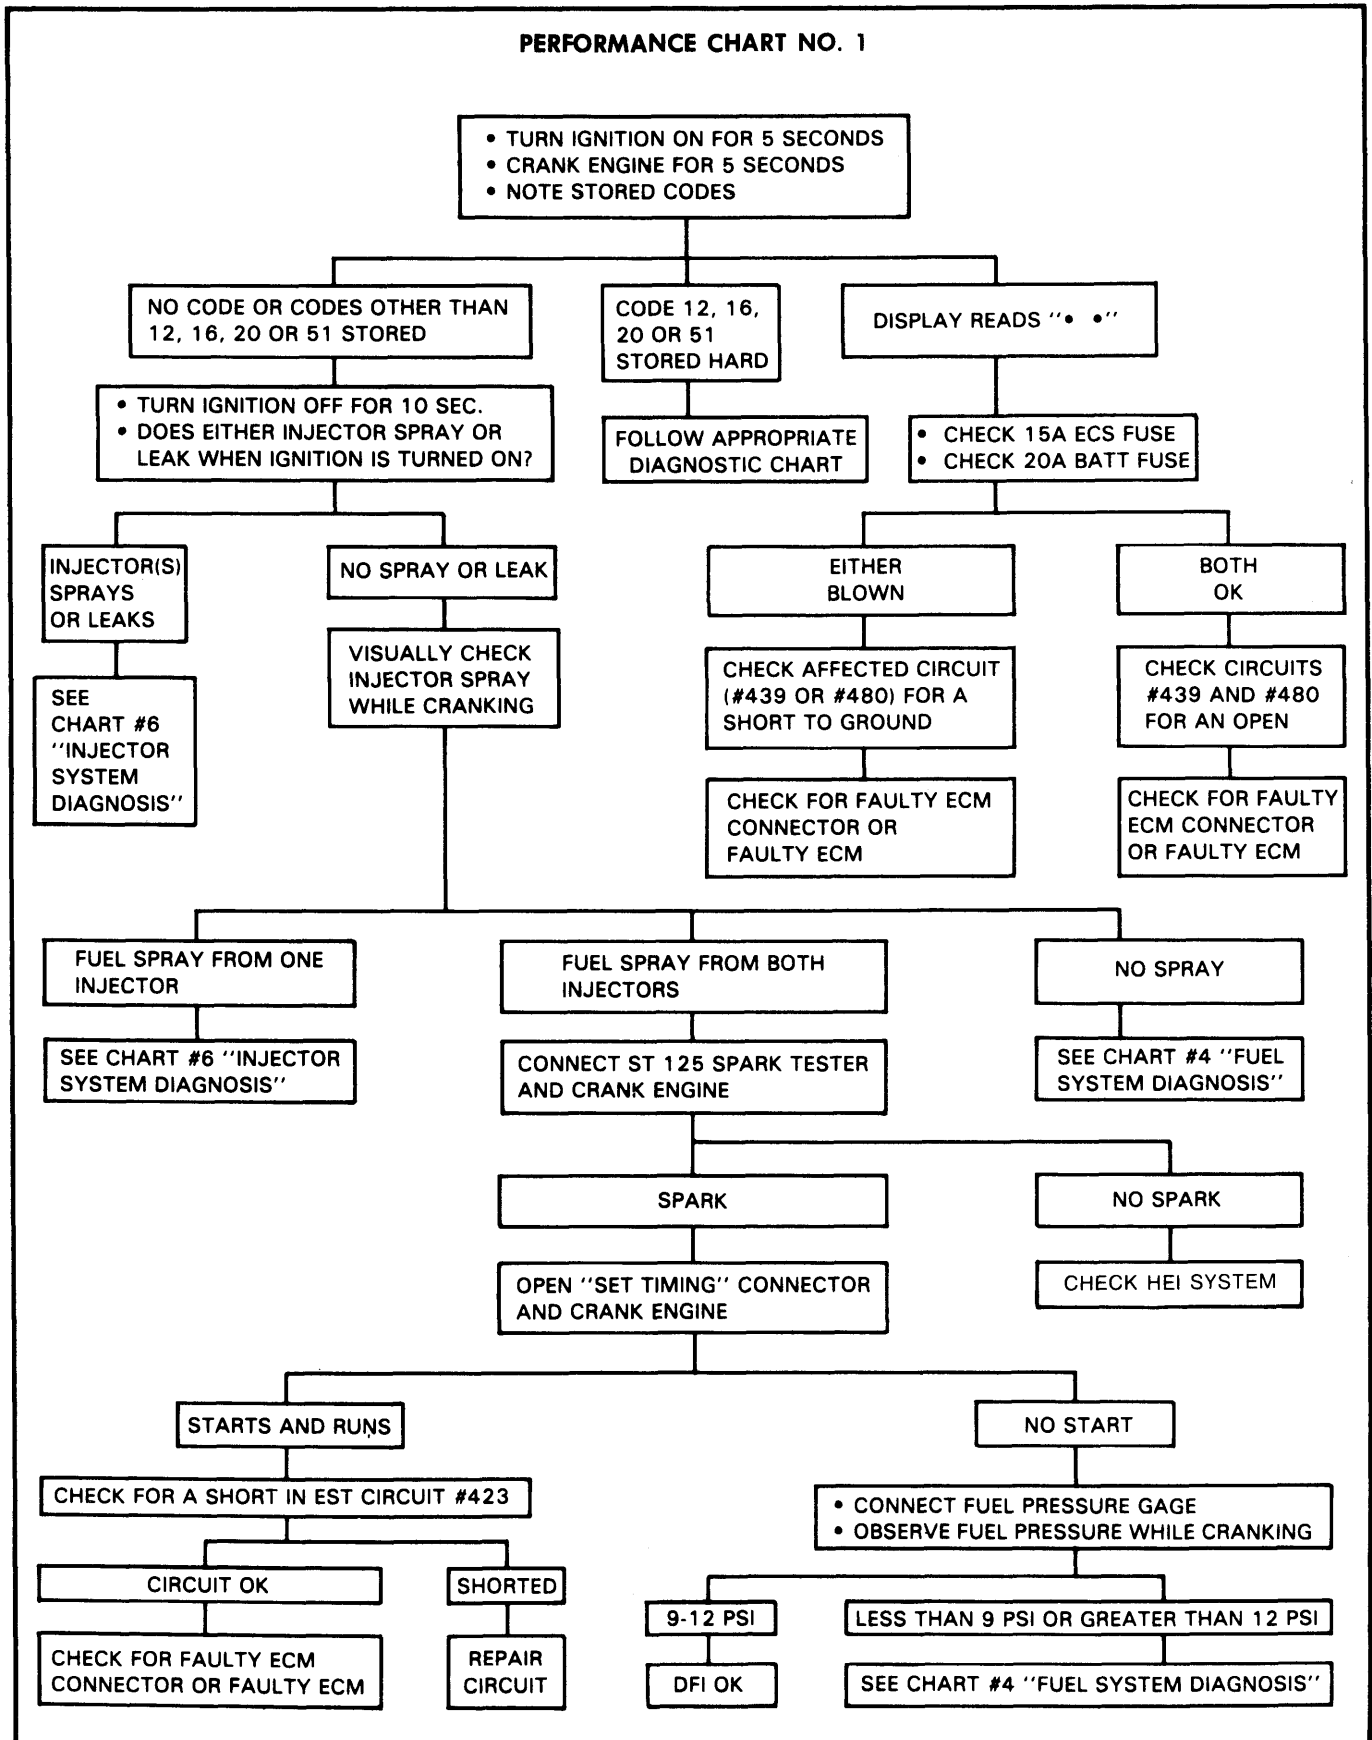 PERFORMANCE CHART NO. 1
• TURN IGNITION ON FOR 5 SECONDS
• CRANK ENGINE FOR 5 SECONDS
• NOTE STORED CODES
NO CODE OR CODES OTHER THAN
12, 16, 20 OR 51 STORED
CODE 12, 16,
20 OR 51
STORED HARD
DISPLAY READS "• •"
• TURN IGNITION OFF FOR 10 SEC.
• DOES EITHER INJECTOR SPRAY OR
LEAK WHEN IGNITION IS TURNED ON?
FOLLOW APPROPRIATE
DIAGNOSTIC CHART
• CHECK 15A ECS FUSE
• CHECK 20A BATT FUSE
INJECTOR(S)
SPRAYS
OR LEAKS
NO SPRAY OR LEAK
EITHER
BLOWN
BOTH
OK
SEE
CHART #6
"INJECTOR
SYSTEM
DIAGNOSIS"
VISUALLY CHECK
INJECTOR SPRAY
WHILE CRANKING
CHECK AFFECTED CIRCUIT
(#439 OR #480) FOR A
SHORT TO GROUND
CHECK CIRCUITS
#439 AND #480
FOR AN OPEN
CHECK FOR FAULTY ECM
CONNECTOR OR
FAULTY ECM
CHECK FOR FAULTY
ECM CONNECTOR
OR FAULTY ECM
FUEL SPRAY FROM ONE
INJECTOR
FUEL SPRAY FROM BOTH
INJECTORS
NO SPRAY
SEE CHART #6 "INJECTOR
SYSTEM DIAGNOSIS"
CONNECT ST 125 SPARK TESTER
AND CRANK ENGINE
SEE CHART #4 "FUEL
SYSTEM DIAGNOSIS"
SPARK
NO SPARK
OPEN "SET TIMING" CONNECTOR
AND CRANK ENGINE
CHECK HEI SYSTEM
STARTS AND RUNS
NO START
CHECK FOR A SHORT IN EST CIRCUIT #423
• CONNECT FUEL PRESSURE GAGE
• OBSERVE FUEL PRESSURE WHILE CRANKING
CIRCUIT OK
SHORTED
9-12 PSI
LESS THAN 9 PSI OR GREATER THAN 12 PSI
CHECK FOR FAULTY ECM
CONNECTOR OR FAULTY ECM
REPAIR
CIRCUIT
DFI OK
SEE CHART #4 "FUEL SYSTEM DIAGNOSIS"